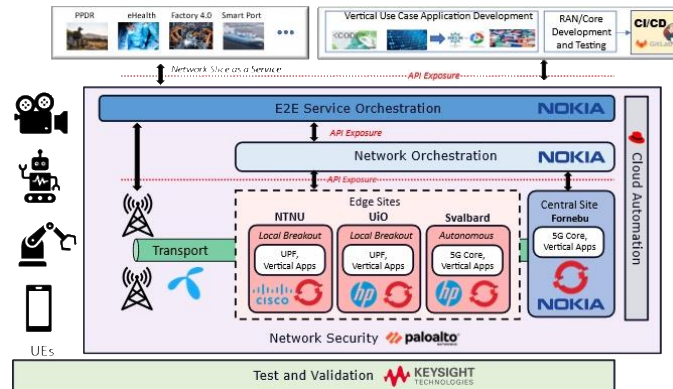 PPDR eHealth Factory 4.0 Smart Port
Vertical Use Case Application Development
RAN/Core
Development
and Testing
CI/CD
Network Slice as a Service
API Exposure
E2E Service Orchestration NOKIA
API Exposure
Network Orchestration NOKIA
API Exposure
Cloud Automation
Edge Sites
NTNU UiO Svalbard
Local Breakout Local Breakout Autonomous
UPF,
Vertical Apps
UPF,
Vertical Apps
5G Core,
Vertical Apps
CISCO hp hp
Central Site
Fornebu
5G Core,
Vertical Apps
NOKIA
Transport
UEs
Network Security paloalto
Test and Validation KEYSIGHT
TECHNOLOGIES